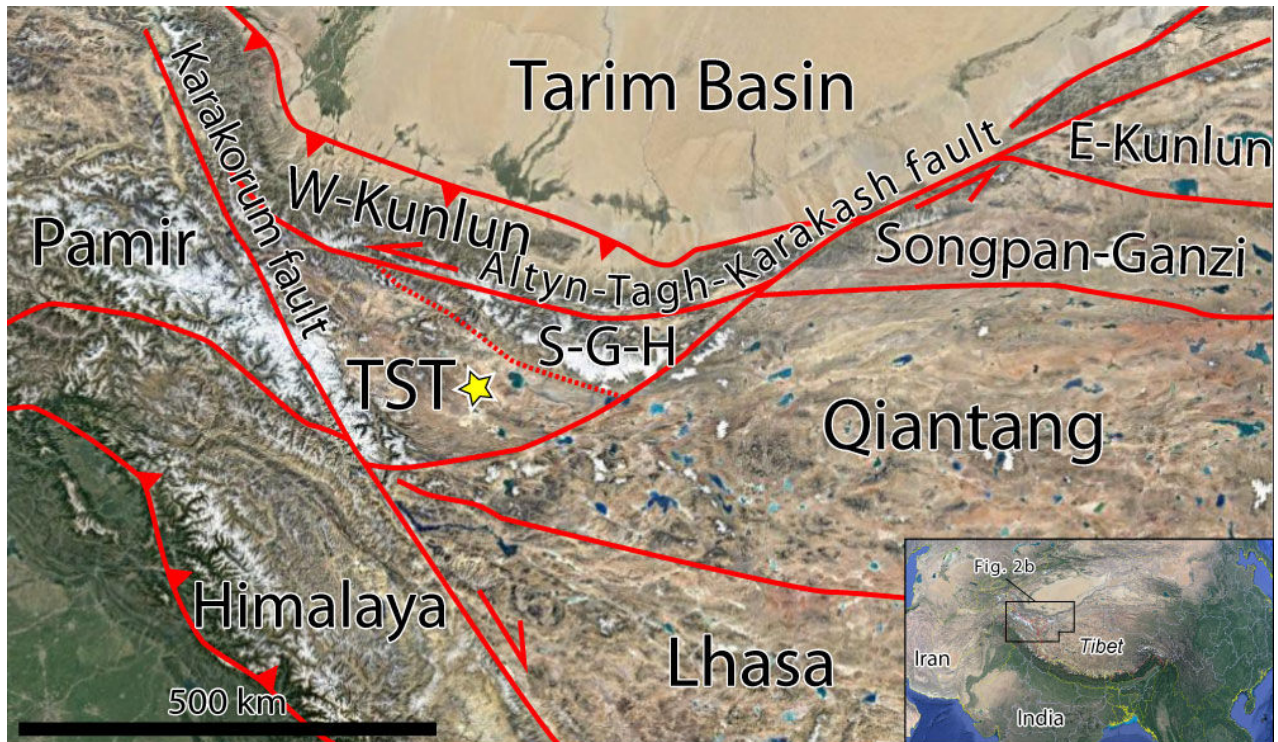 Tarim Basin
Karakorum fault
W-Kunlun
Altyn-Tagh-Karakash fault
E-Kunlun
Pamir
Songpan-Ganzi
S-G-H
TST
Qiantang
Himalaya
Lhasa
500 km
Fig. 2b
Tibet
Iran
India